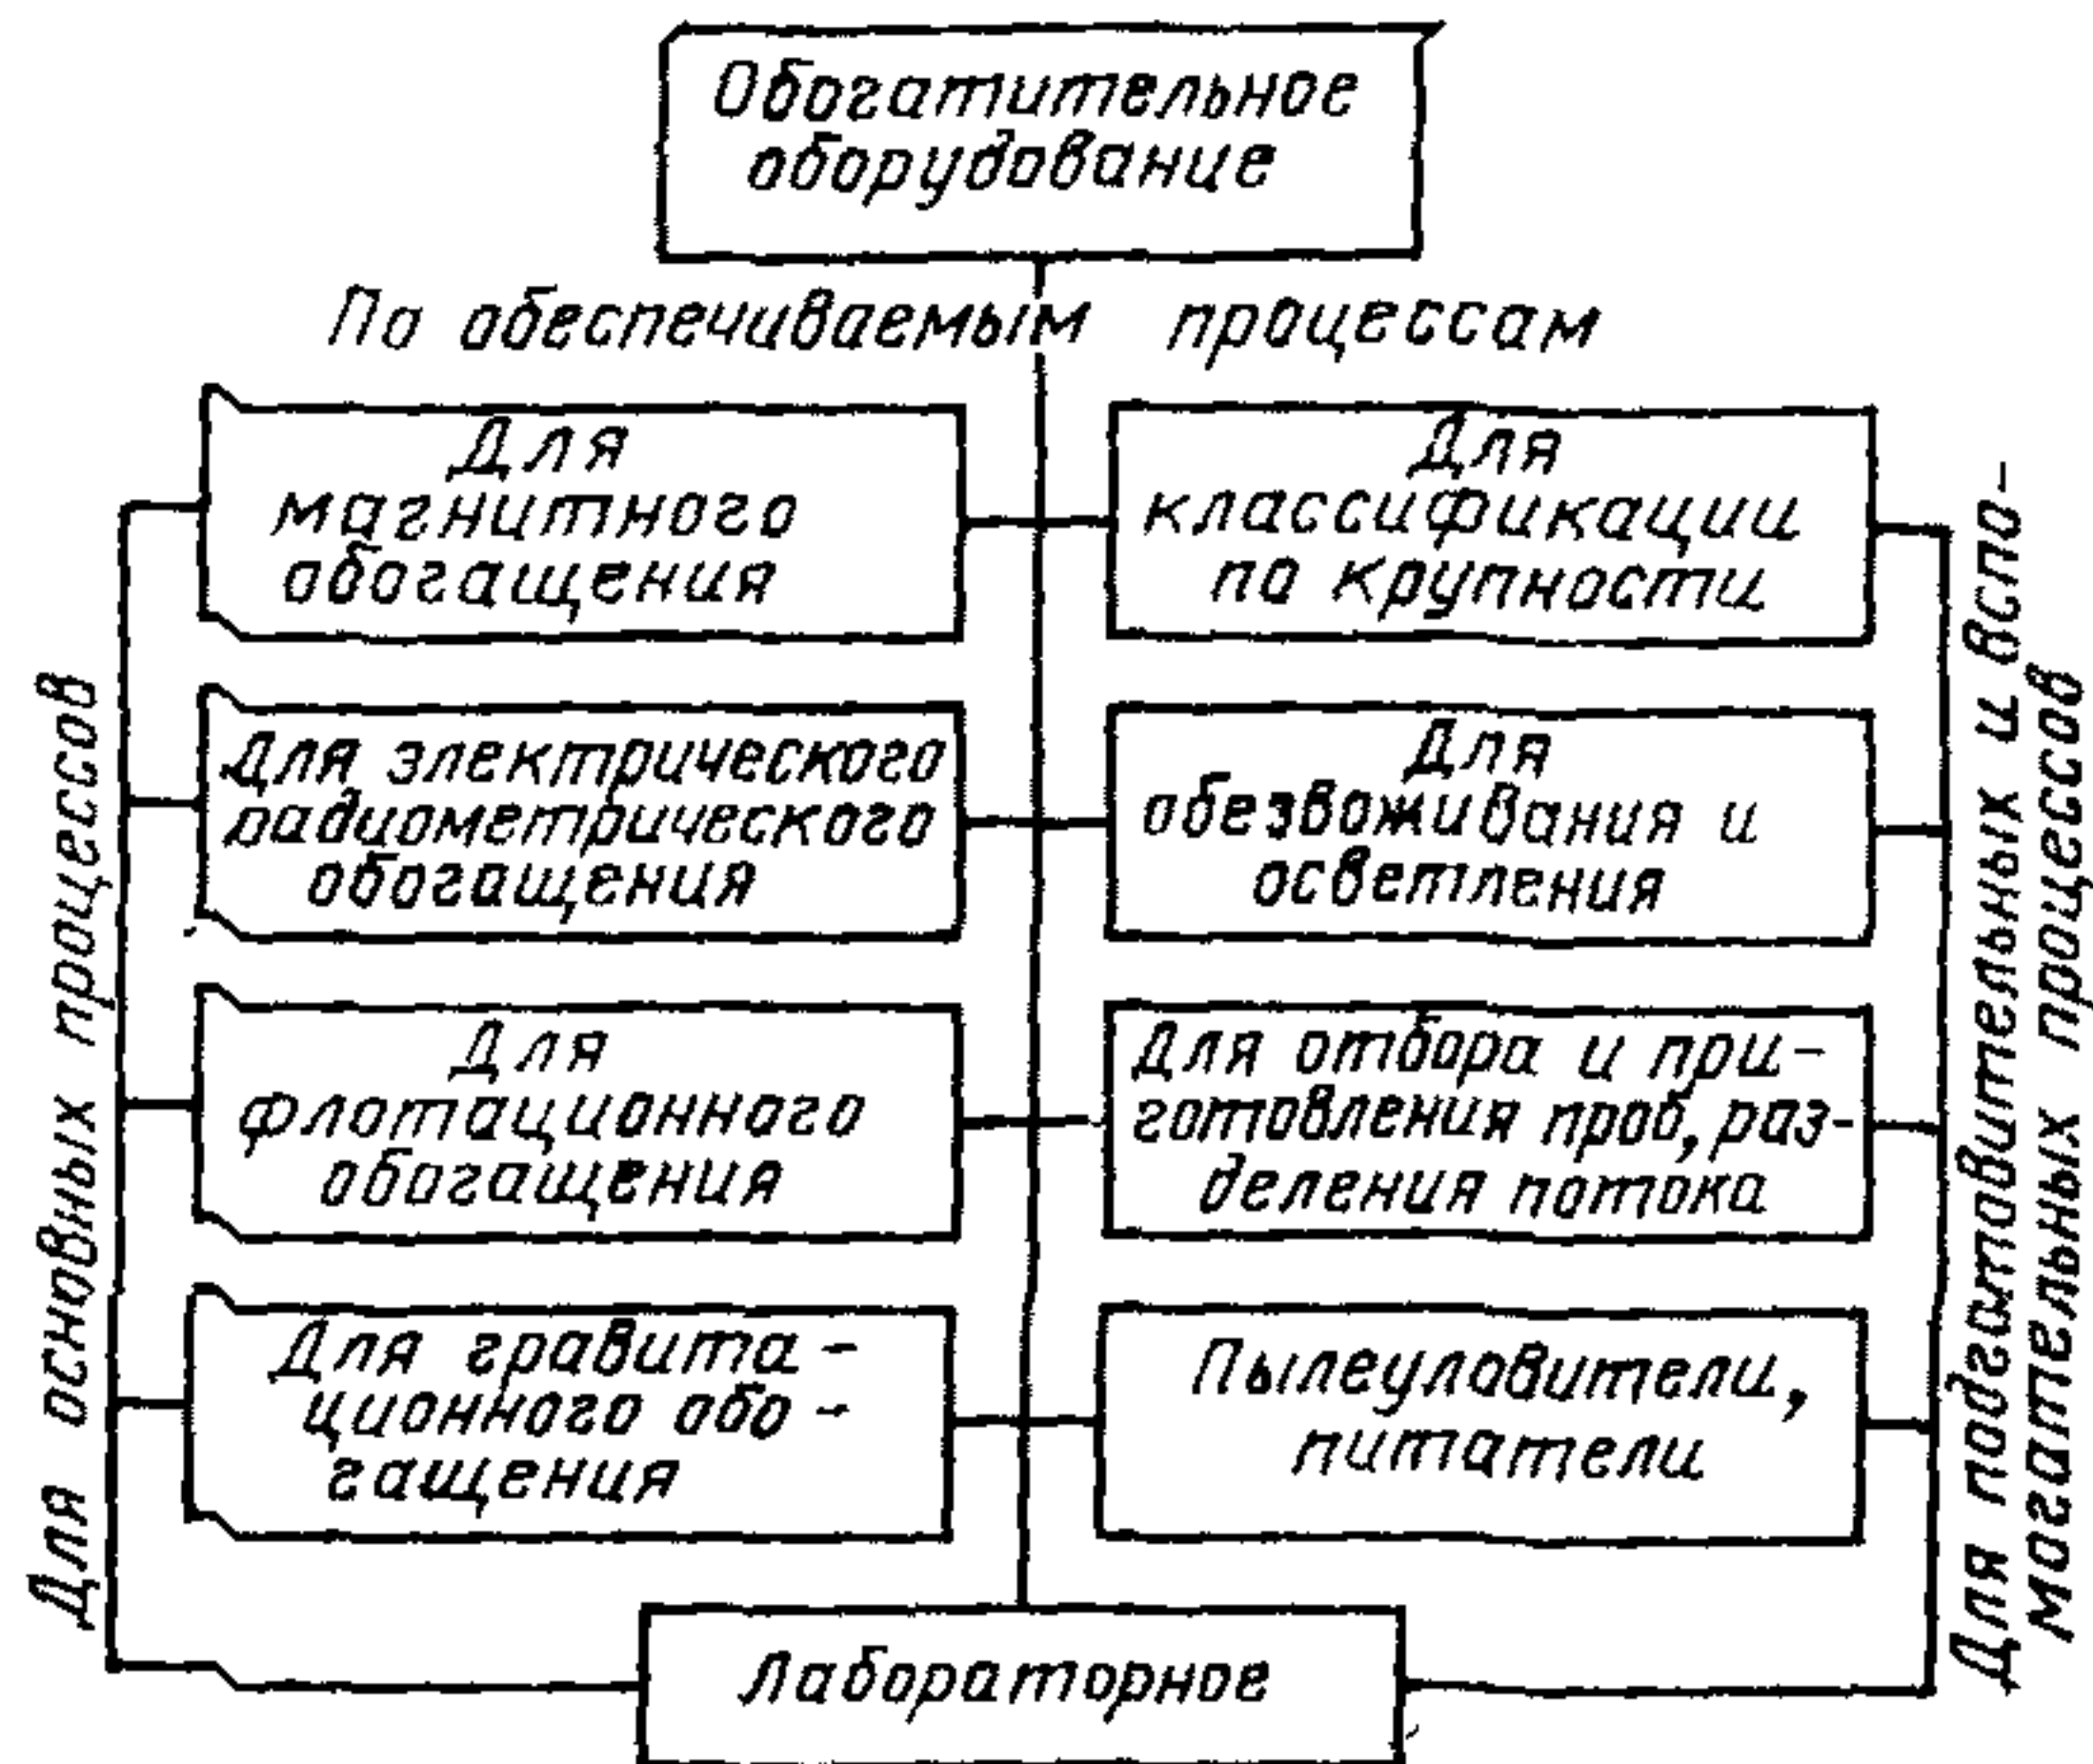 Обогатительное
оборудование
По обеспечиваемым процессам
Для
магнитного
обогащения
Для
классификации
по крупности
Для электрического
радиометрического
обогащения
Для
обезвоживания и
осветления
Для
флотационного
обогащения
Для отбора и при-
готовления проб, раз-
деления потока
Для гравита-
ционного обо-
гащения
Пылеуловители,
питатели
Лабораторное
Для основных процессов
Для подготовительных и вспо-
могательных процессов